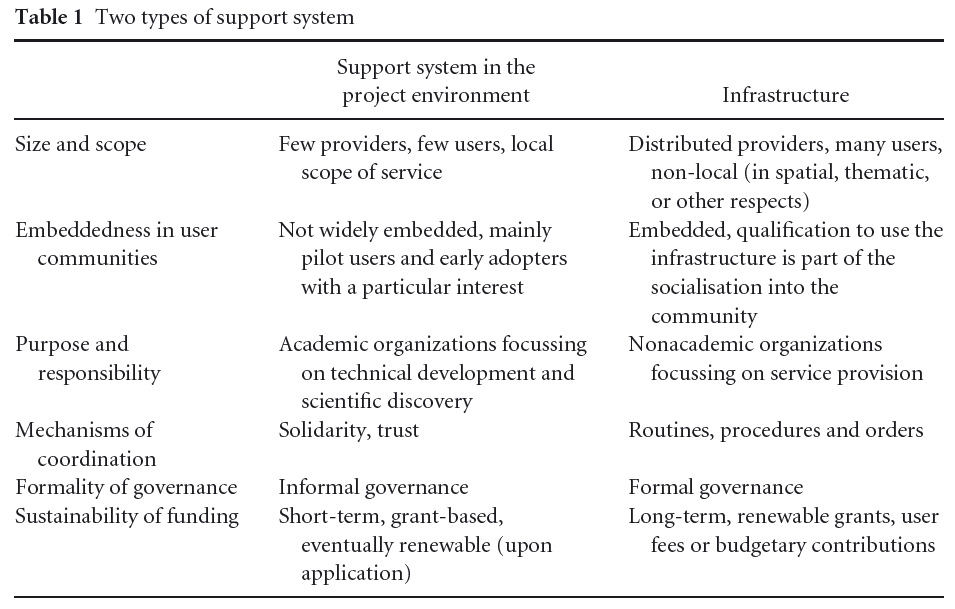 Table 1 Two types of support system
Support system in the
project environment
Infrastructure
Size and scope
Few providers, few users, local
scope of service
Distributed providers, many users,
non-local (in spatial, thematic,
or other respects)
Embeddedness in user
communities
Not widely embedded, mainly
pilot users and early adopters
with a particular interest
Embedded, qualification to use the
infrastructure is part of the
socialisation into the
community
Purpose and
responsibility
Academic organizations focussing
on technical development and
scientific discovery
Nonacademic organizations
focussing on service provision
Mechanisms of
coordination
Solidarity, trust
Routines, procedures and orders
Formality of governance
Informal governance
Formal governance
Sustainability of funding
Short-term, grant-based,
eventually renewable (upon
application)
Long-term, renewable grants, user
fees or budgetary contributions